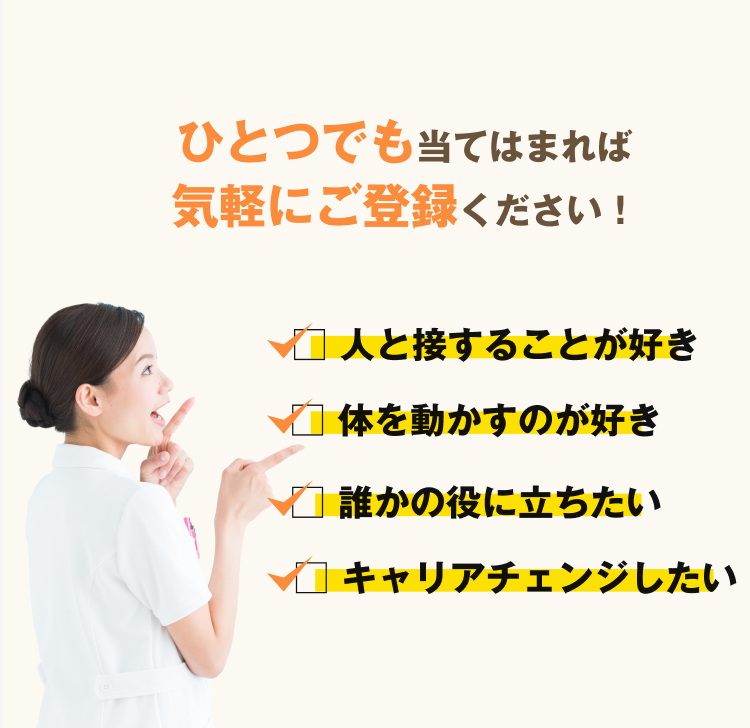 ひとつでも当てはまれば
気軽にご登録ください！
人と接することが好き
体を動かすのが好き
誰かの役に立ちたい
キャリアチェンジしたい